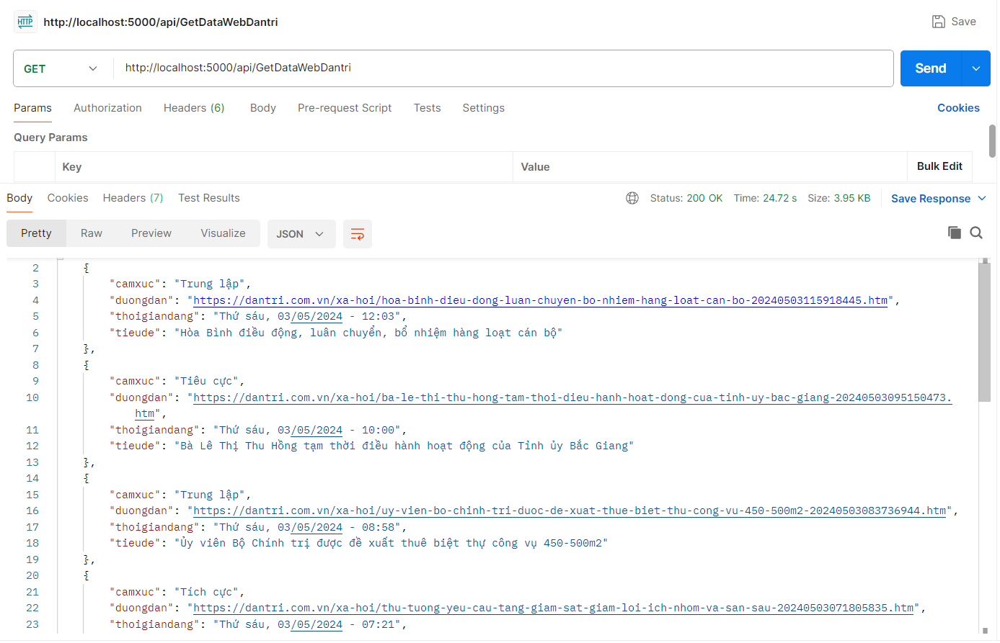 HTTP http://localhost:5000/api/GetDataWebDantri Save
GET http://localhost:5000/api/GetDataWebDantri Send
Params Authorization Headers (6) Body Pre-request Script Tests Settings Cookies
Query Params
Key Value Bulk Edit
Body Cookies Headers (7) Test Results Status: 200 OK Time: 24.72 s Size: 3.95 KB Save Response
Pretty Raw Preview Visualize JSON
2 {
3 "camxuc": "Trung lập",
4 "duongdan": "https://dantri.com.vn/xa-hoi/hoa-binh-dieu-dong-luan-chuyen-bo-nhiem-hang-loat-can-bo-20240503115918445.htm",
5 "thoigiandang": "Thứ sáu, 03/05/2024 - 12:03",
6 "tieude": "Hòa Bình điều động, luân chuyển, bổ nhiệm hàng loạt cán bộ"
7 },
8 {
9 "camxuc": "Tiêu cực",
10 "duongdan": "https://dantri.com.vn/xa-hoi/ba-le-thi-thu-hong-tam-thoi-dieu-hanh-hoat-dong-cua-tinh-uy-bac-giang-20240503095150473.
htm",
11 "thoigiandang": "Thứ sáu, 03/05/2024 - 10:00",
12 "tieude": "Bà Lê Thị Thu Hồng tạm thời điều hành hoạt động của Tỉnh ủy Bắc Giang"
13 },
14 {
15 "camxuc": "Trung lập",
16 "duongdan": "https://dantri.com.vn/xa-hoi/uy-vien-bo-chinh-tri-duoc-de-xuat-thue-biet-thu-cong-vu-450-500m2-20240503083736944.htm",
17 "thoigiandang": "Thứ sáu, 03/05/2024 - 08:58",
18 "tieude": "Ủy viên Bộ Chính trị được đề xuất thuê biệt thự công vụ 450-500m2"
19 },
20 {
21 "camxuc": "Tích cực",
22 "duongdan": "https://dantri.com.vn/xa-hoi/thu-tuong-yeu-cau-tang-giam-sat-giam-loi-ich-nhom-va-san-sau-20240503071805835.htm",
23 "thoigiandang": "Thứ sáu, 03/05/2024 - 07:21",